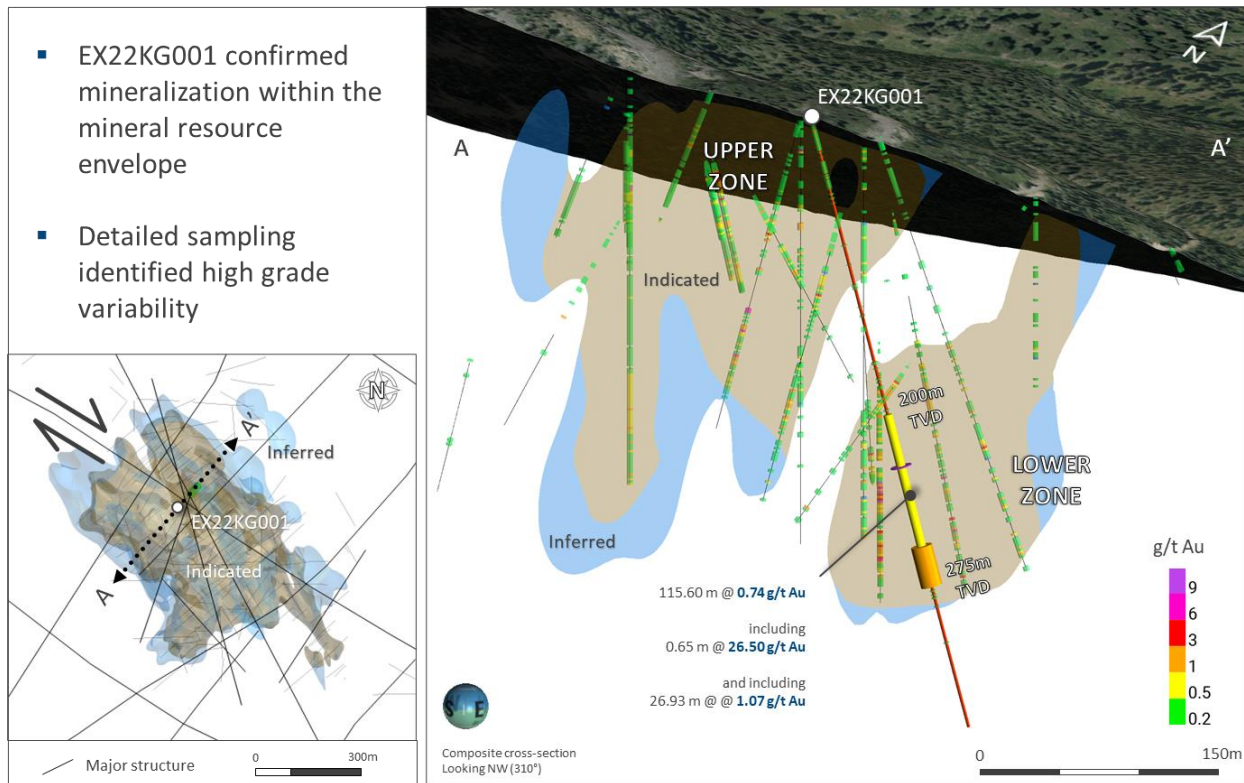 ▪ EX22KG001 confirmed
mineralization within the
mineral resource
envelope
▪ Detailed sampling
identified high grade
variability
N
A'
Inferred
EX22KG001
Indicated
A
Major structure
0
300m
N
EX22KG001
A
A'
UPPER
ZONE
Indicated
200m
TVD
LOWER
ZONE
Inferred
275m
TVD
115.60 m @ 0.74 g/t Au
including
0.65 m @ 26.50 g/t Au
and including
26.93 m @ @ 1.07 g/t Au
g/t Au
9
6
3
1
0.5
0.2
S E
Composite cross-section
Looking NW (310°)
0
150m